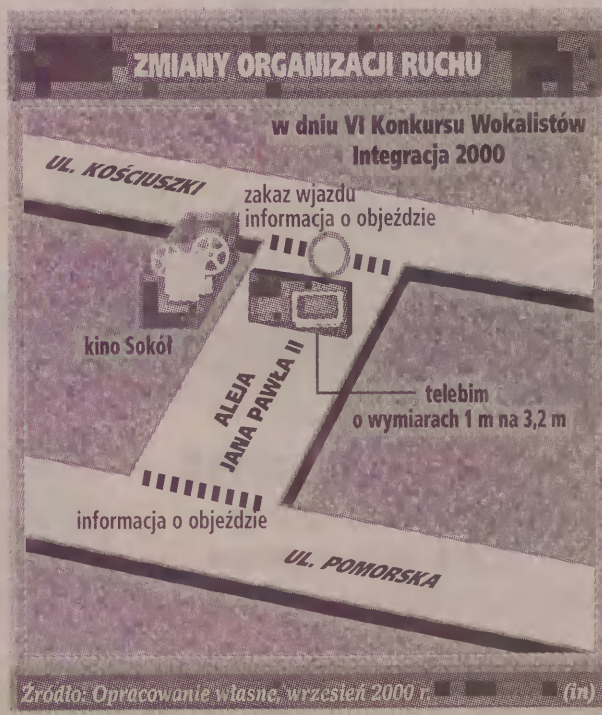 ZMIANY ORGANIZACJI RUCHU
w dniu VI Konkursu Wokalistów
Integracja 2000
UL. KOŚCIUSZKI
zakaz wjazdu
informacja o objeździe
kino Sokół
ALEJA
JANA PAWŁA II
telebim
o wymiarach 1 m na 3,2 m
informacja o objeździe
UL. POMORSKA
Źródło: Opracowanie własne, wrzesień 2000 r.
(in)